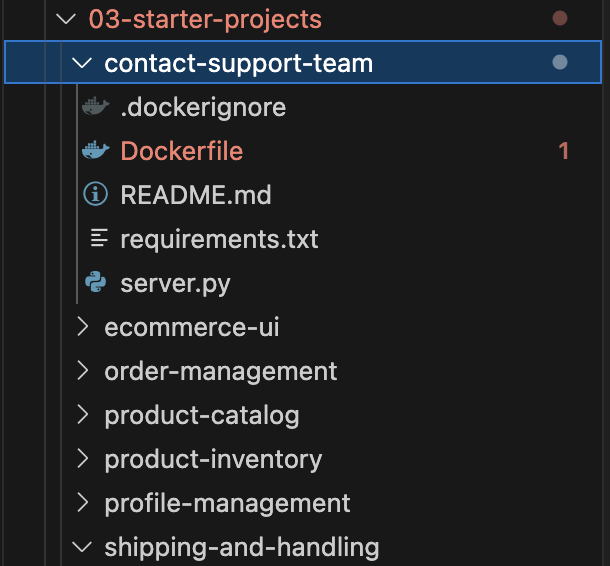 03-starter-projects
contact-support-team
.dockerignore
Dockerfile 1
README.md
requirements.txt
server.py
ecommerce-ui
order-management
product-catalog
product-inventory
profile-management
shipping-and-handling